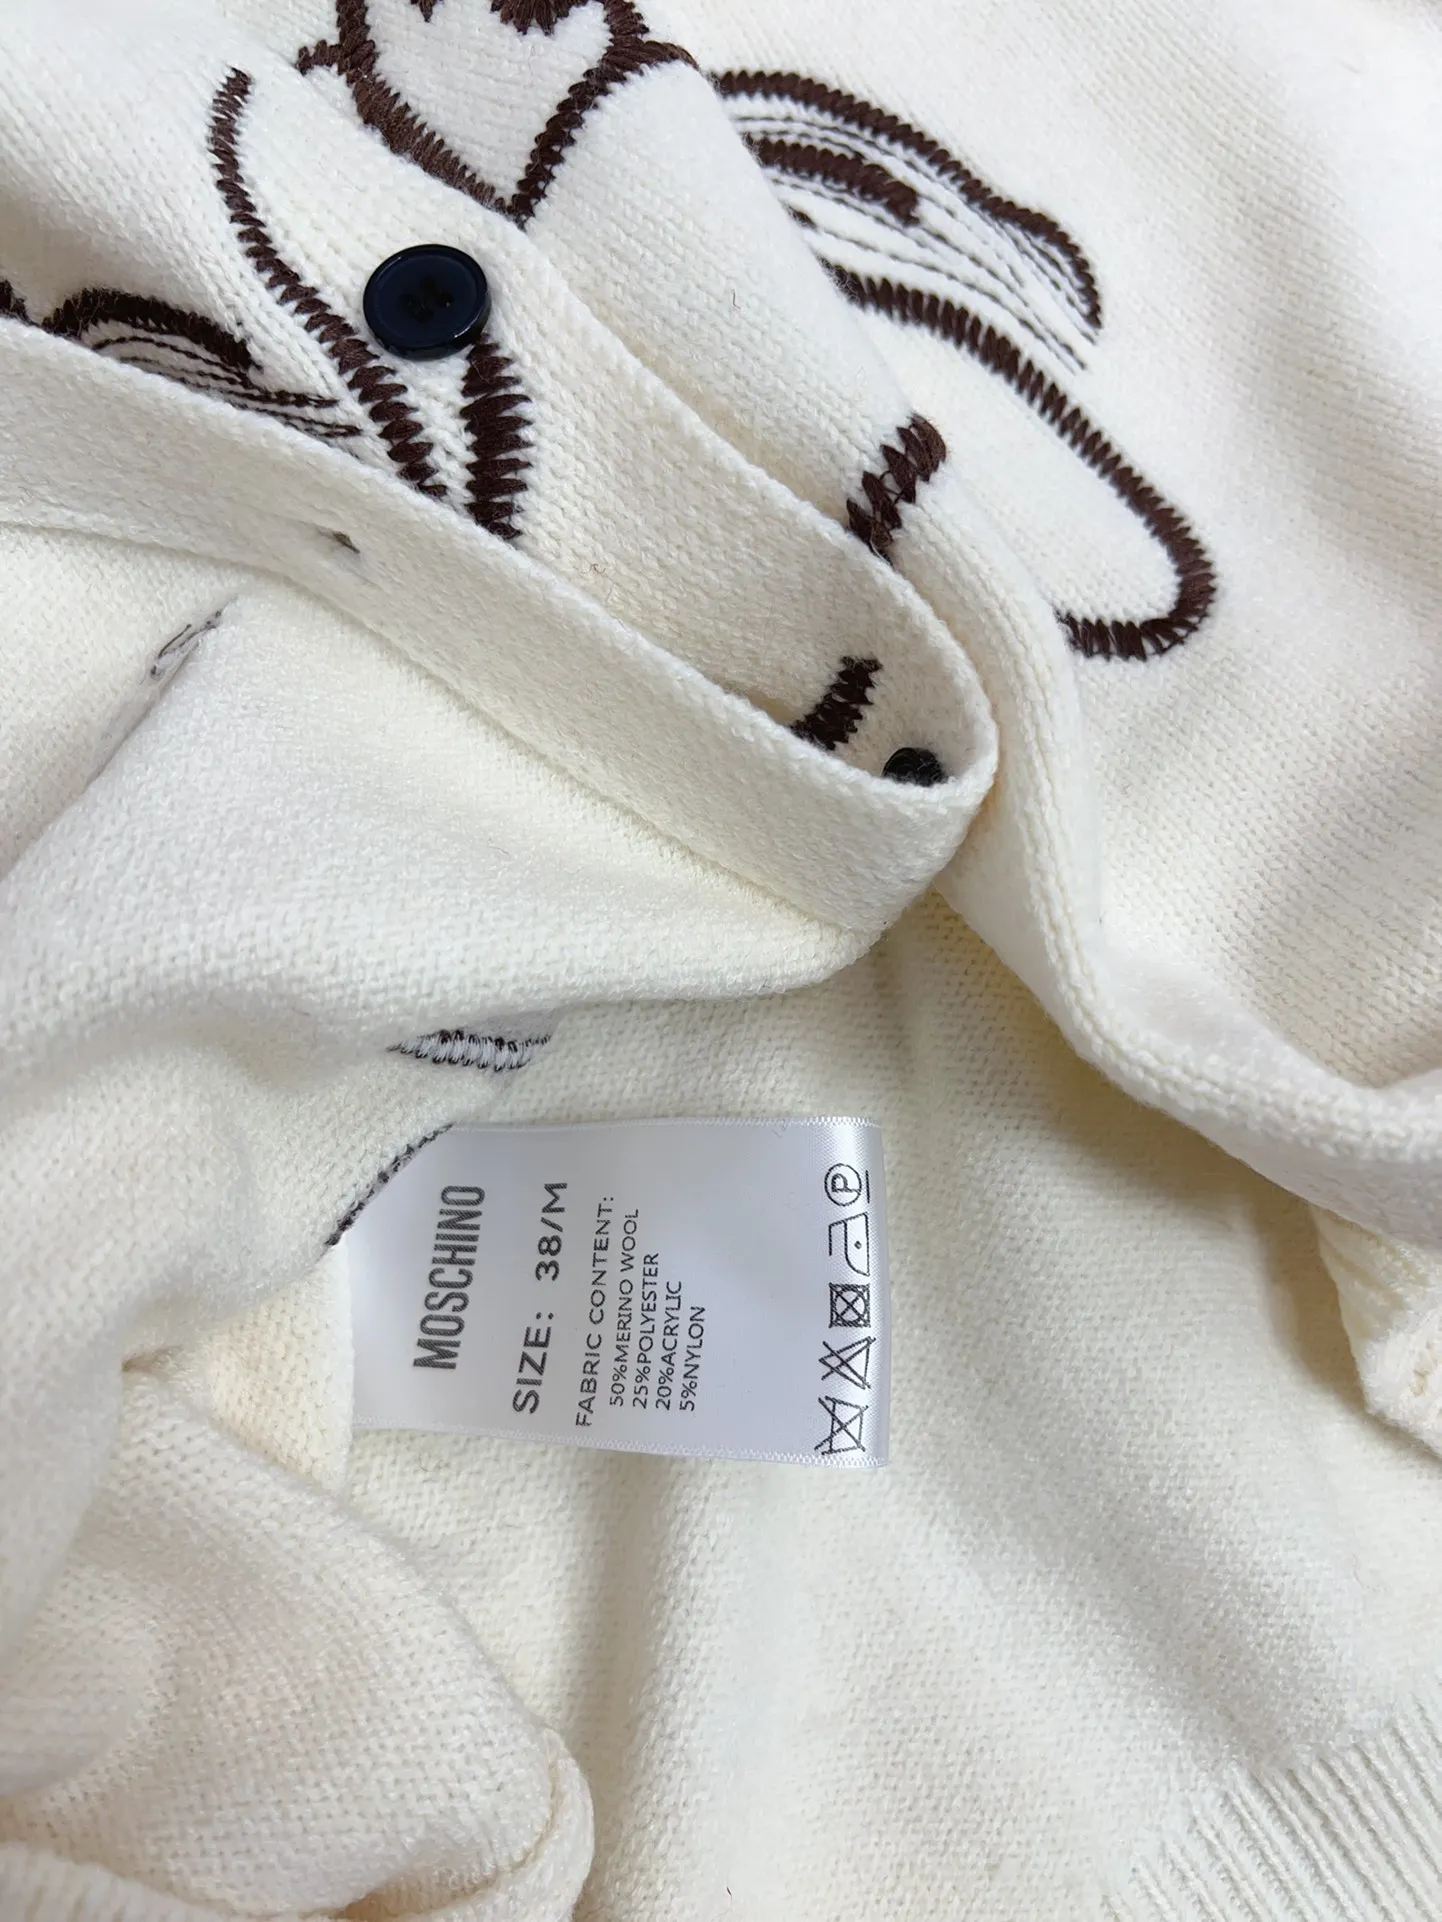 MOSCHINO
SIZE: 38/M
FABRIC CONTENT:
50%MERINO WOOL
25%POLYESTER
20%ACRYLIC
5%NYLON
P